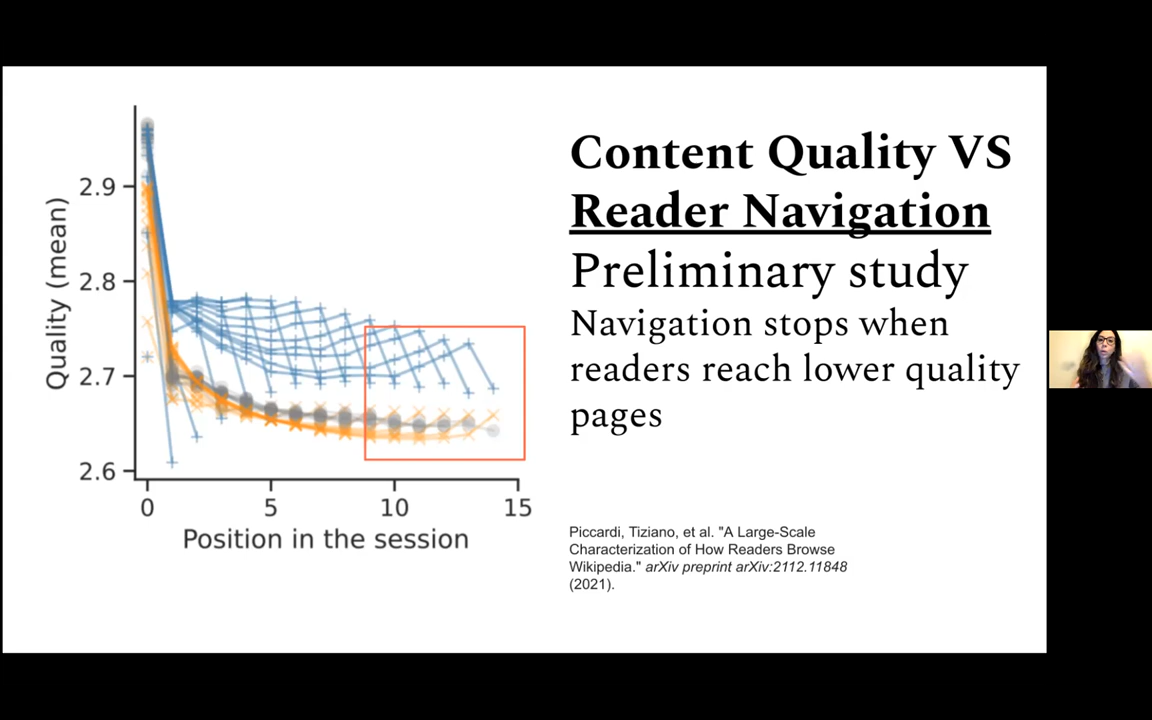 Content Quality VS
Reader Navigation
Preliminary study
Navigation stops when
readers reach lower quality
pages
Piccardi, Tiziano, et al. "A Large-Scale
Characterization of How Readers Browse
Wikipedia." arXiv preprint arXiv:2112.11848
(2021).
Quality (mean)
2.9
2.8
2.7
2.6
0 5 10 15
Position in the session